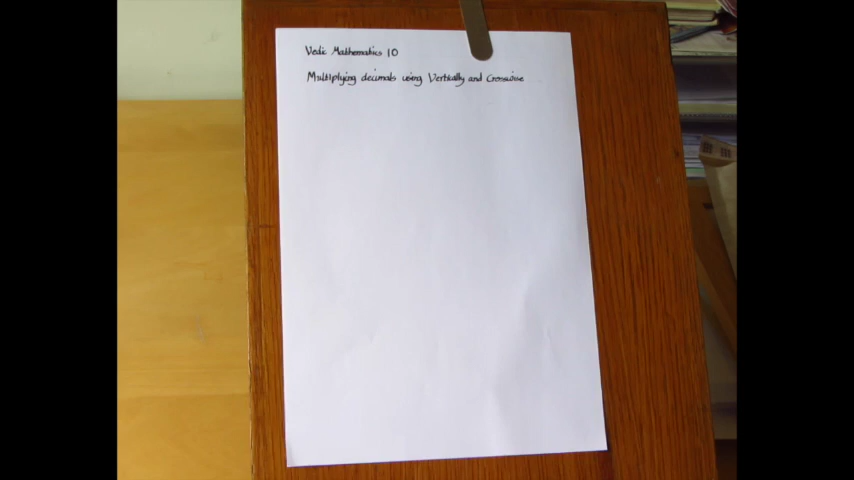 Vedic Mathematics 10
Multiplying decimals using Vertically and Crosswise